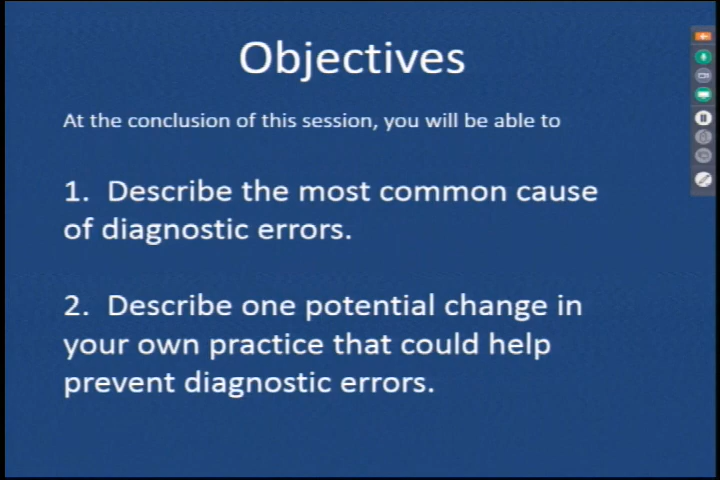 Objectives
At the conclusion of this session, you will be able to
1. Describe the most common cause
of diagnostic errors.
2. Describe one potential change in
your own practice that could help
prevent diagnostic errors.